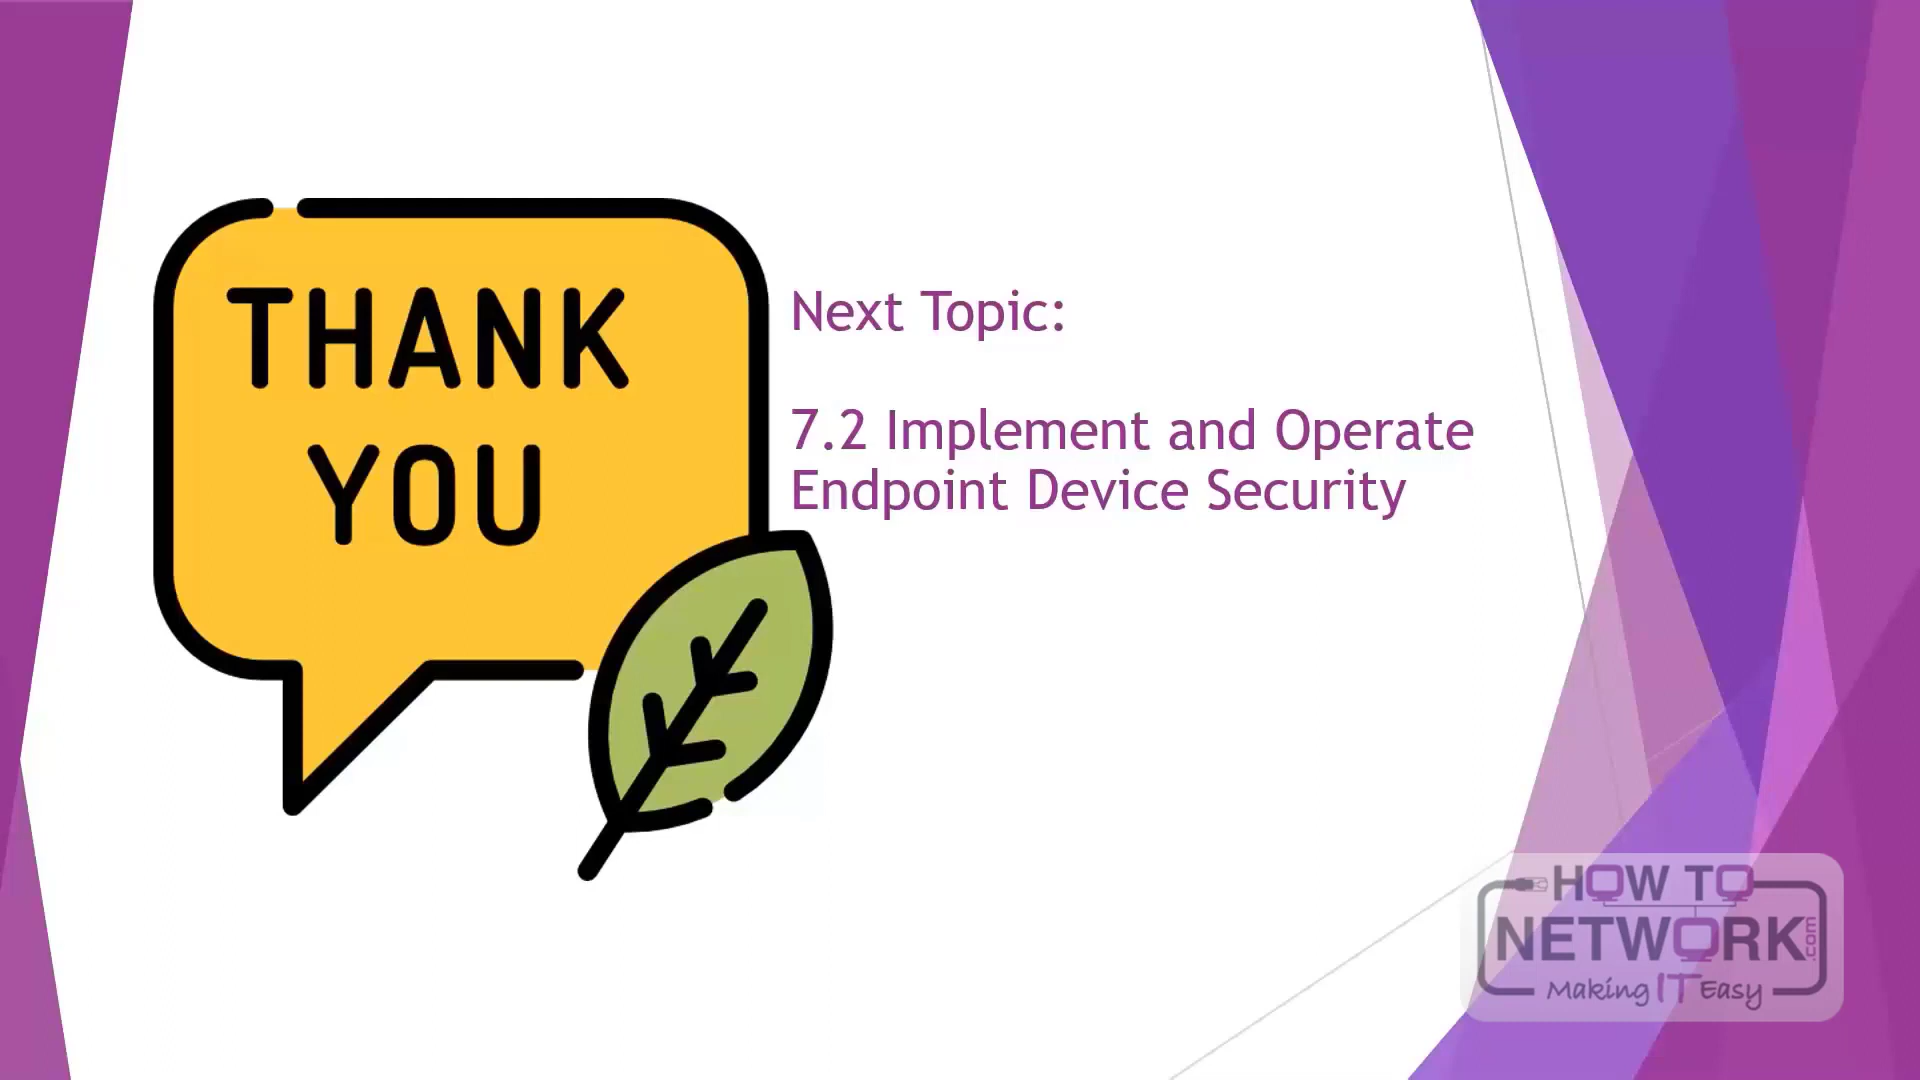 THANK
YOU
Next Topic:
7.2 Implement and Operate
Endpoint Device Security
HOW TO
NETWORK.com
Making IT Easy